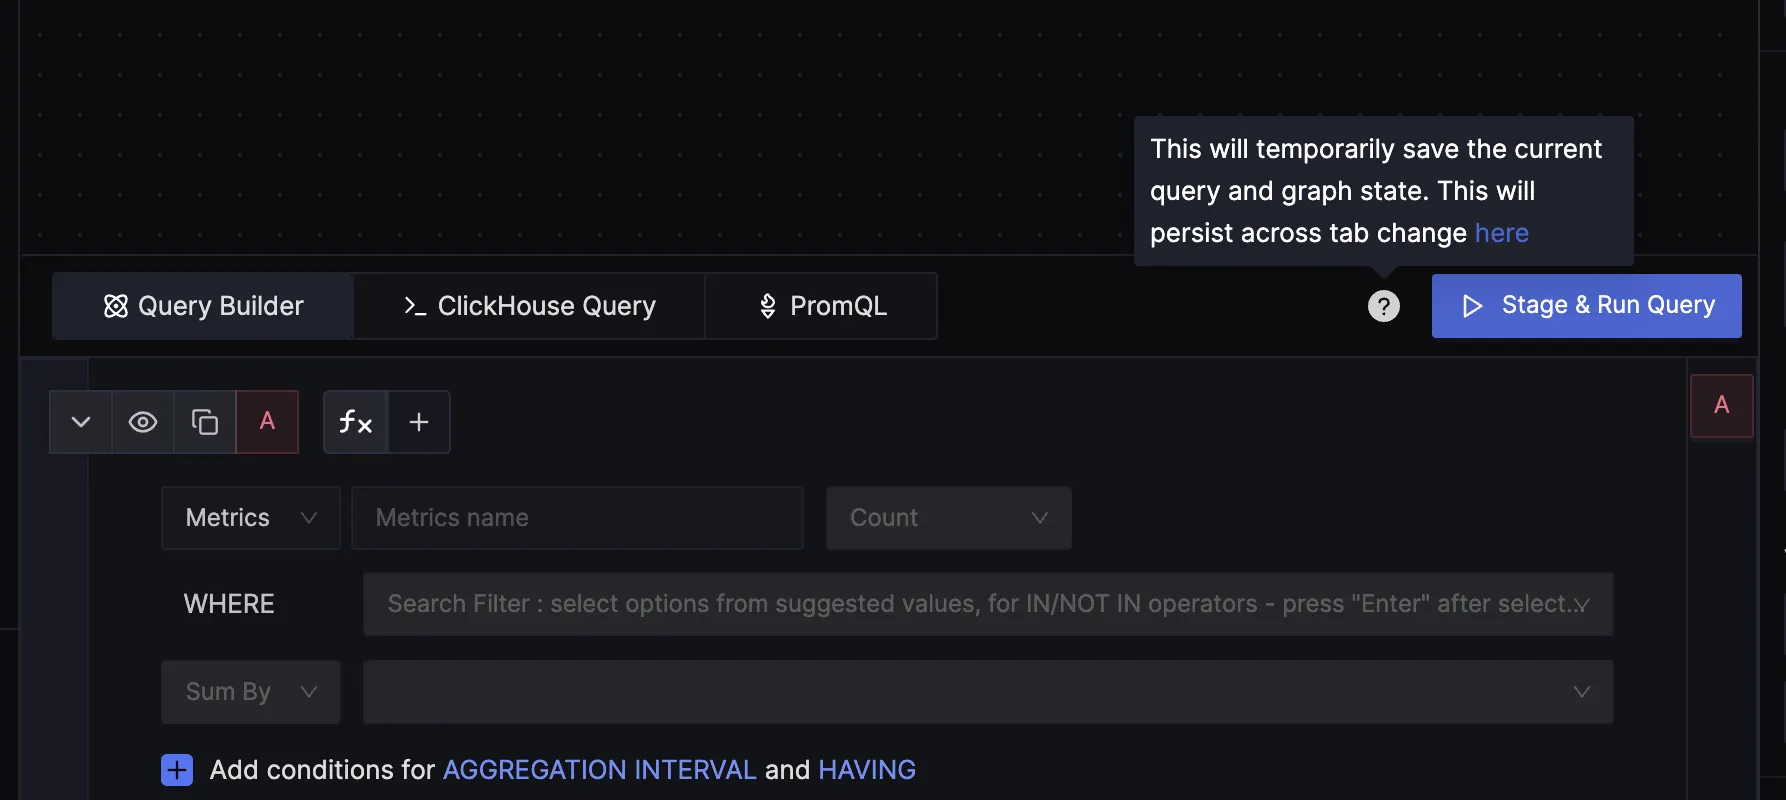 This will temporarily save the current
query and graph state. This will
persist across tab change here
Query Builder
ClickHouse Query
PromQL
?
Stage & Run Query
A
fx
A
Metrics
Metrics name
Count
WHERE
Search Filter : select options from suggested values, for IN/NOT IN operators - press "Enter" after select...
Sum By
Add conditions for AGGREGATION INTERVAL and HAVING